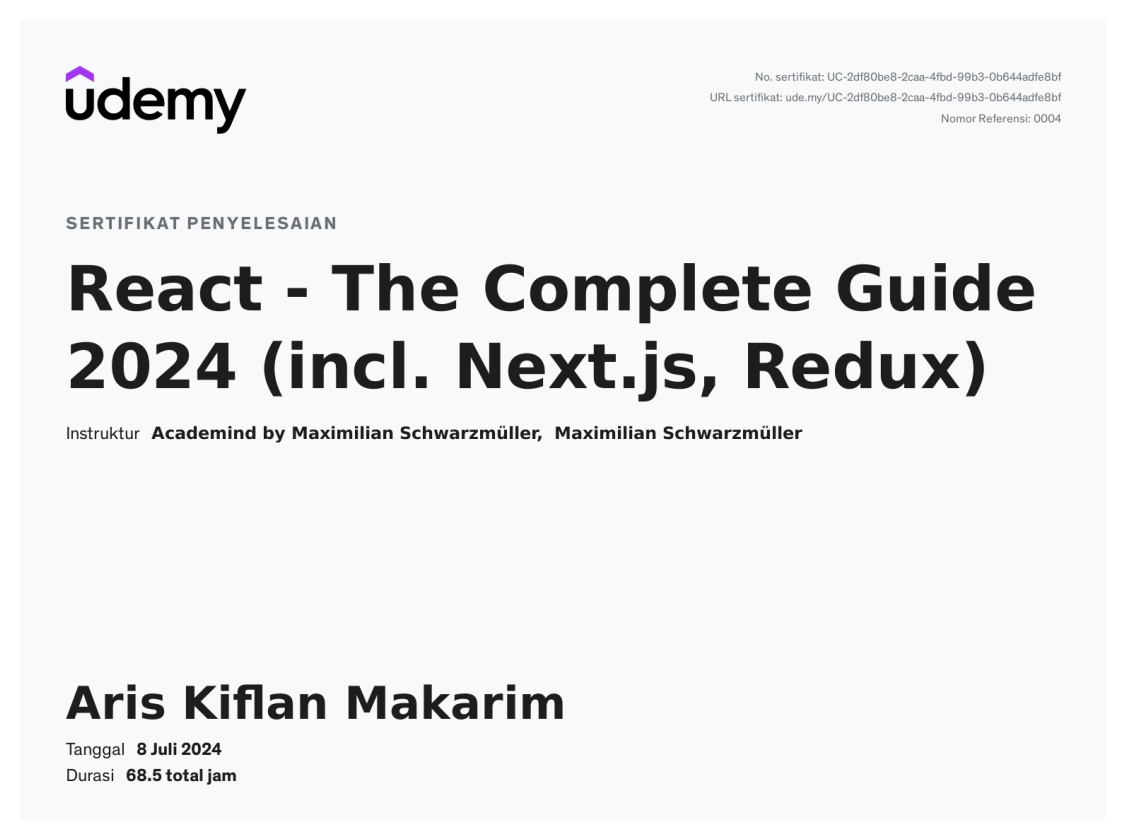 udemy
No. sertifikat: UC-2df80be8-2caa-4fbd-99b3-0b644adfe8bf
URL sertifikat: ude.my/UC-2df80be8-2caa-4fbd-99b3-0b644adfe8bf
Nomor Referensi: 0004
SERTIFIKAT PENYELESAIAN
React - The Complete Guide
2024 (incl. Next.js, Redux)
Instruktur Academind by Maximilian Schwarzmüller, Maximilian Schwarzmüller
Aris Kiflan Makarim
Tanggal 8 Juli 2024
Durasi 68.5 total jam